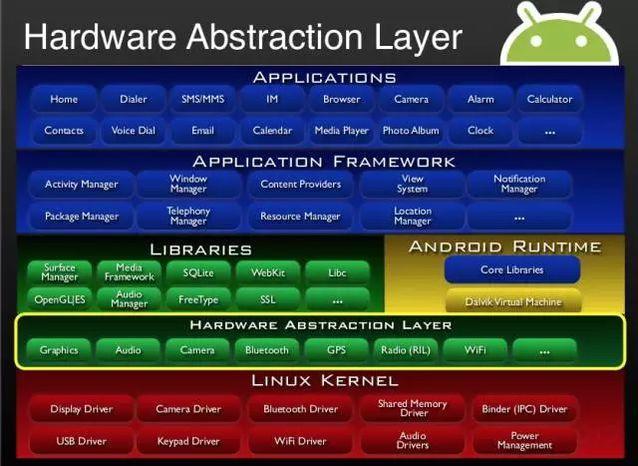 Hardware Abstraction Layer
APPLICATIONS
Home Dialer SMS/MMS IM Browser Camera Alarm Calculator
Contacts Voice Dial Email Calendar Media Player Photo Album Clock ...
APPLICATION FRAMEWORK
Activity Manager Window Manager Content Providers View System Notification Manager
Package Manager Telephony Manager Resource Manager Location Manager ...
LIBRARIES
Surface Manager Media Framework SQLite WebKit Libc
OpenGL|ES Audio Manager FreeType SSL ...
ANDROID RUNTIME
Core Libraries
Dalvik Virtual Machine
HARDWARE ABSTRACTION LAYER
Graphics Audio Camera Bluetooth GPS Radio (RIL) WiFi ...
LINUX KERNEL
Display Driver Camera Driver Bluetooth Driver Shared Memory Driver Binder (IPC) Driver
USB Driver Keypad Driver WiFi Driver Audio Drivers Power Management